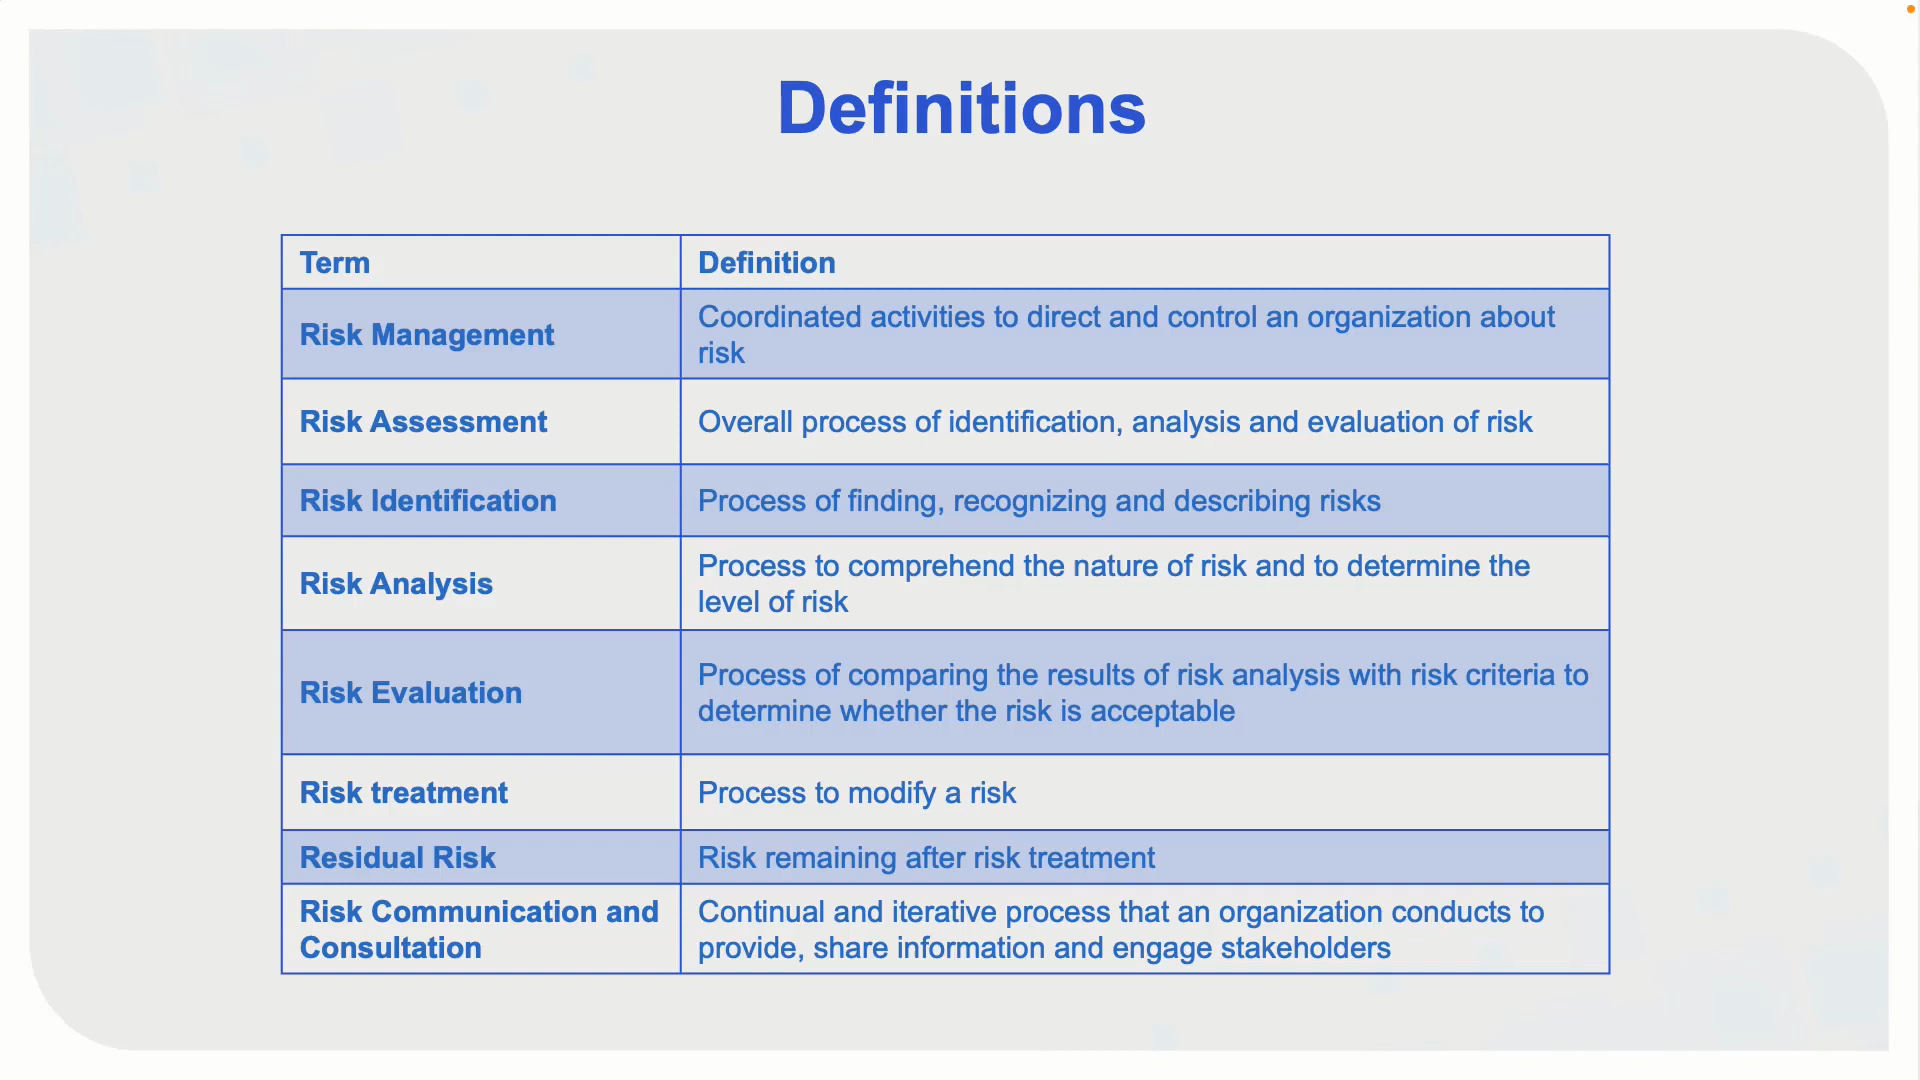 Definitions
Term
Definition
Risk Management
Coordinated activities to direct and control an organization about
risk
Risk Assessment
Overall process of identification, analysis and evaluation of risk
Risk Identification
Process of finding, recognizing and describing risks
Risk Analysis
Process to comprehend the nature of risk and to determine the
level of risk
Risk Evaluation
Process of comparing the results of risk analysis with risk criteria to
determine whether the risk is acceptable
Risk treatment
Process to modify a risk
Residual Risk
Risk remaining after risk treatment
Risk Communication and
Consultation
Continual and iterative process that an organization conducts to
provide, share information and engage stakeholders